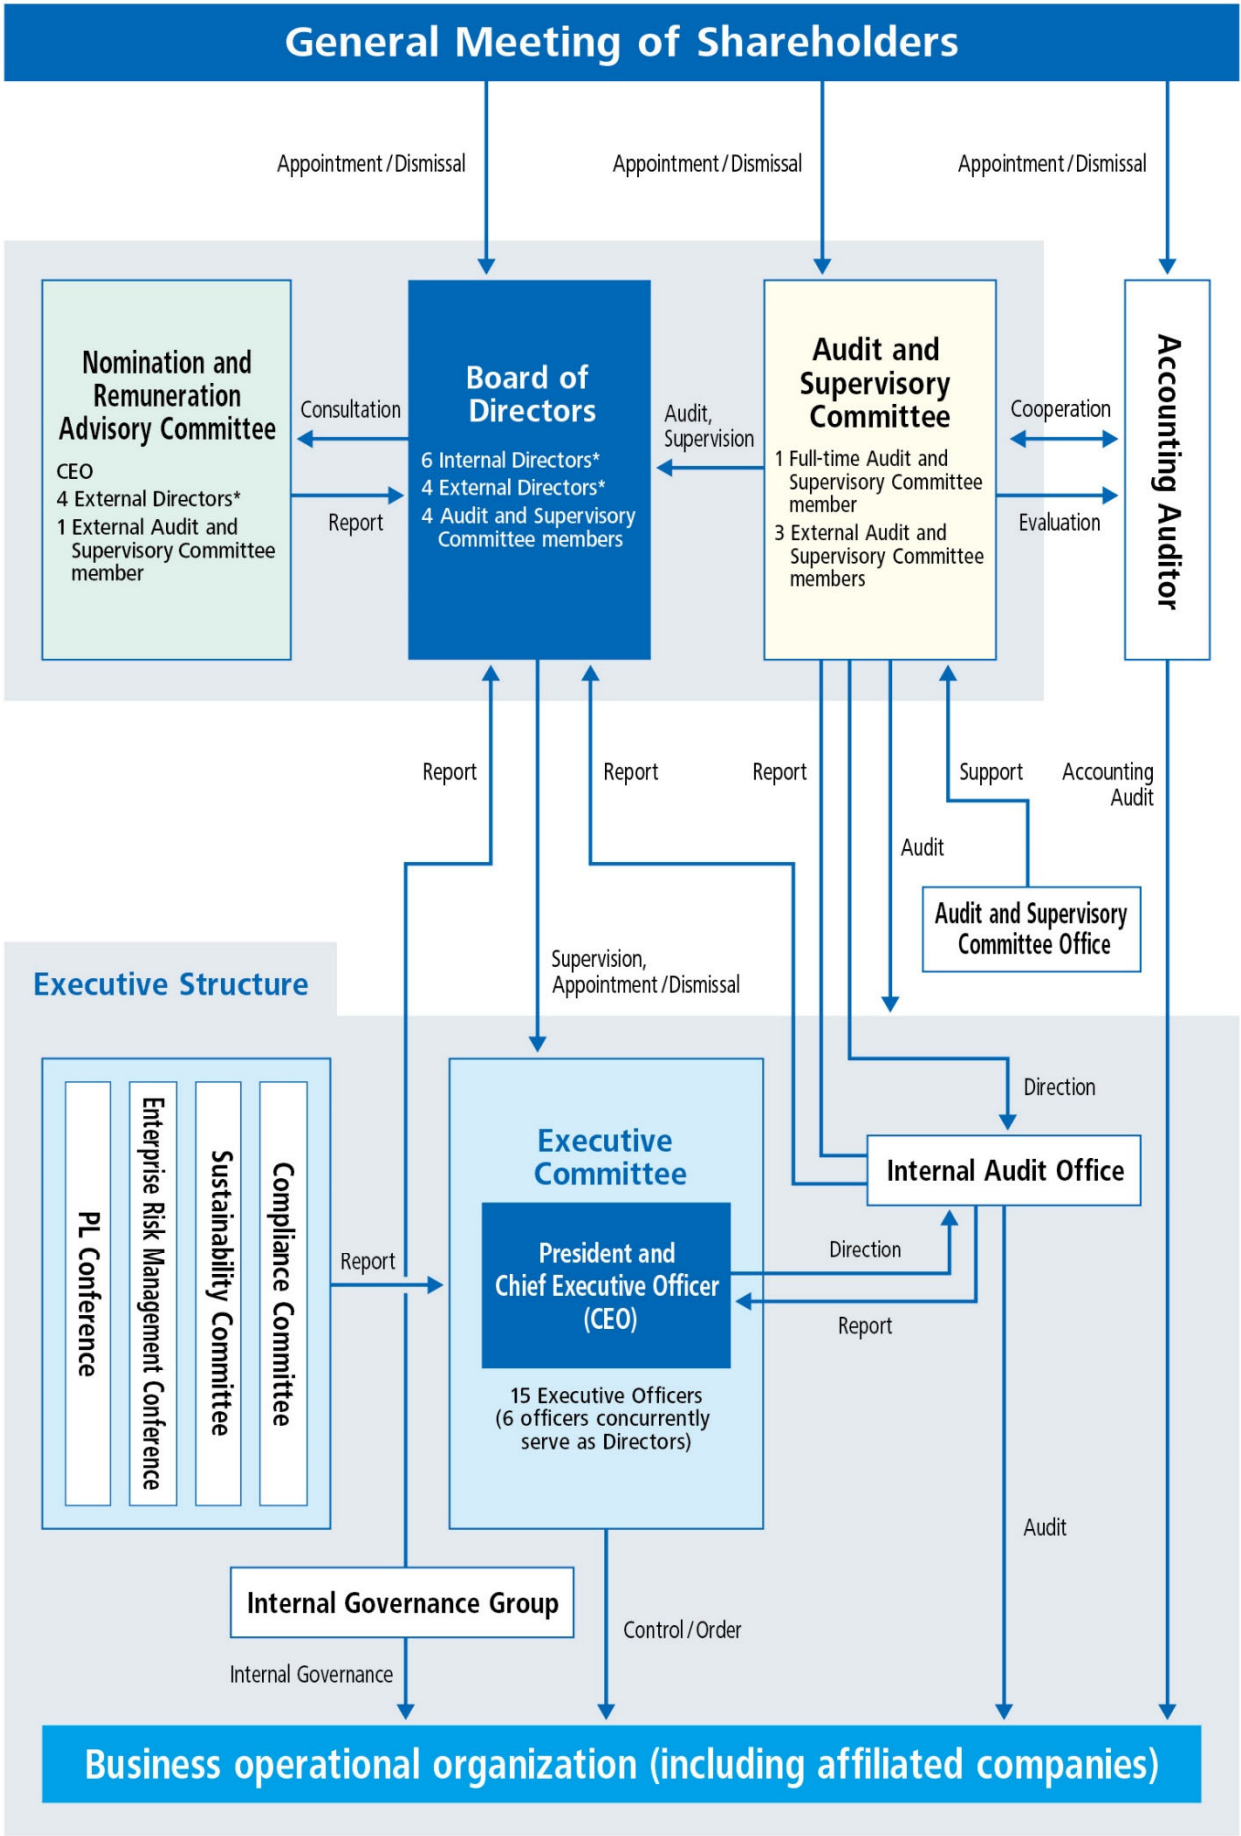 General Meeting of Shareholders
Appointment / Dismissal
Appointment / Dismissal
Appointment / Dismissal
Nomination and
Remuneration
Advisory Committee
CEO
4 External Directors*
1 External Audit and
Supervisory Committee
member
Consultation
Report
Board of
Directors
6 Internal Directors*
4 External Directors*
4 Audit and Supervisory
Committee members
Audit,
Supervision
Audit and
Supervisory
Committee
1 Full-time Audit and
Supervisory Committee
member
3 External Audit and
Supervisory Committee
members
Cooperation
Evaluation
Accounting Auditor
Report
Report
Report
Support
Accounting
Audit
Audit
Audit and Supervisory
Committee Office
Supervision,
Appointment / Dismissal
Executive Structure
PL Conference
Enterprise Risk Management Conference
Sustainability Committee
Compliance Committee
Report
Executive
Committee
President and
Chief Executive Officer
(CEO)
15 Executive Officers
(6 officers concurrently
serve as Directors)
Direction
Internal Audit Office
Direction
Report
Audit
Internal Governance Group
Control / Order
Internal Governance
Business operational organization (including affiliated companies)